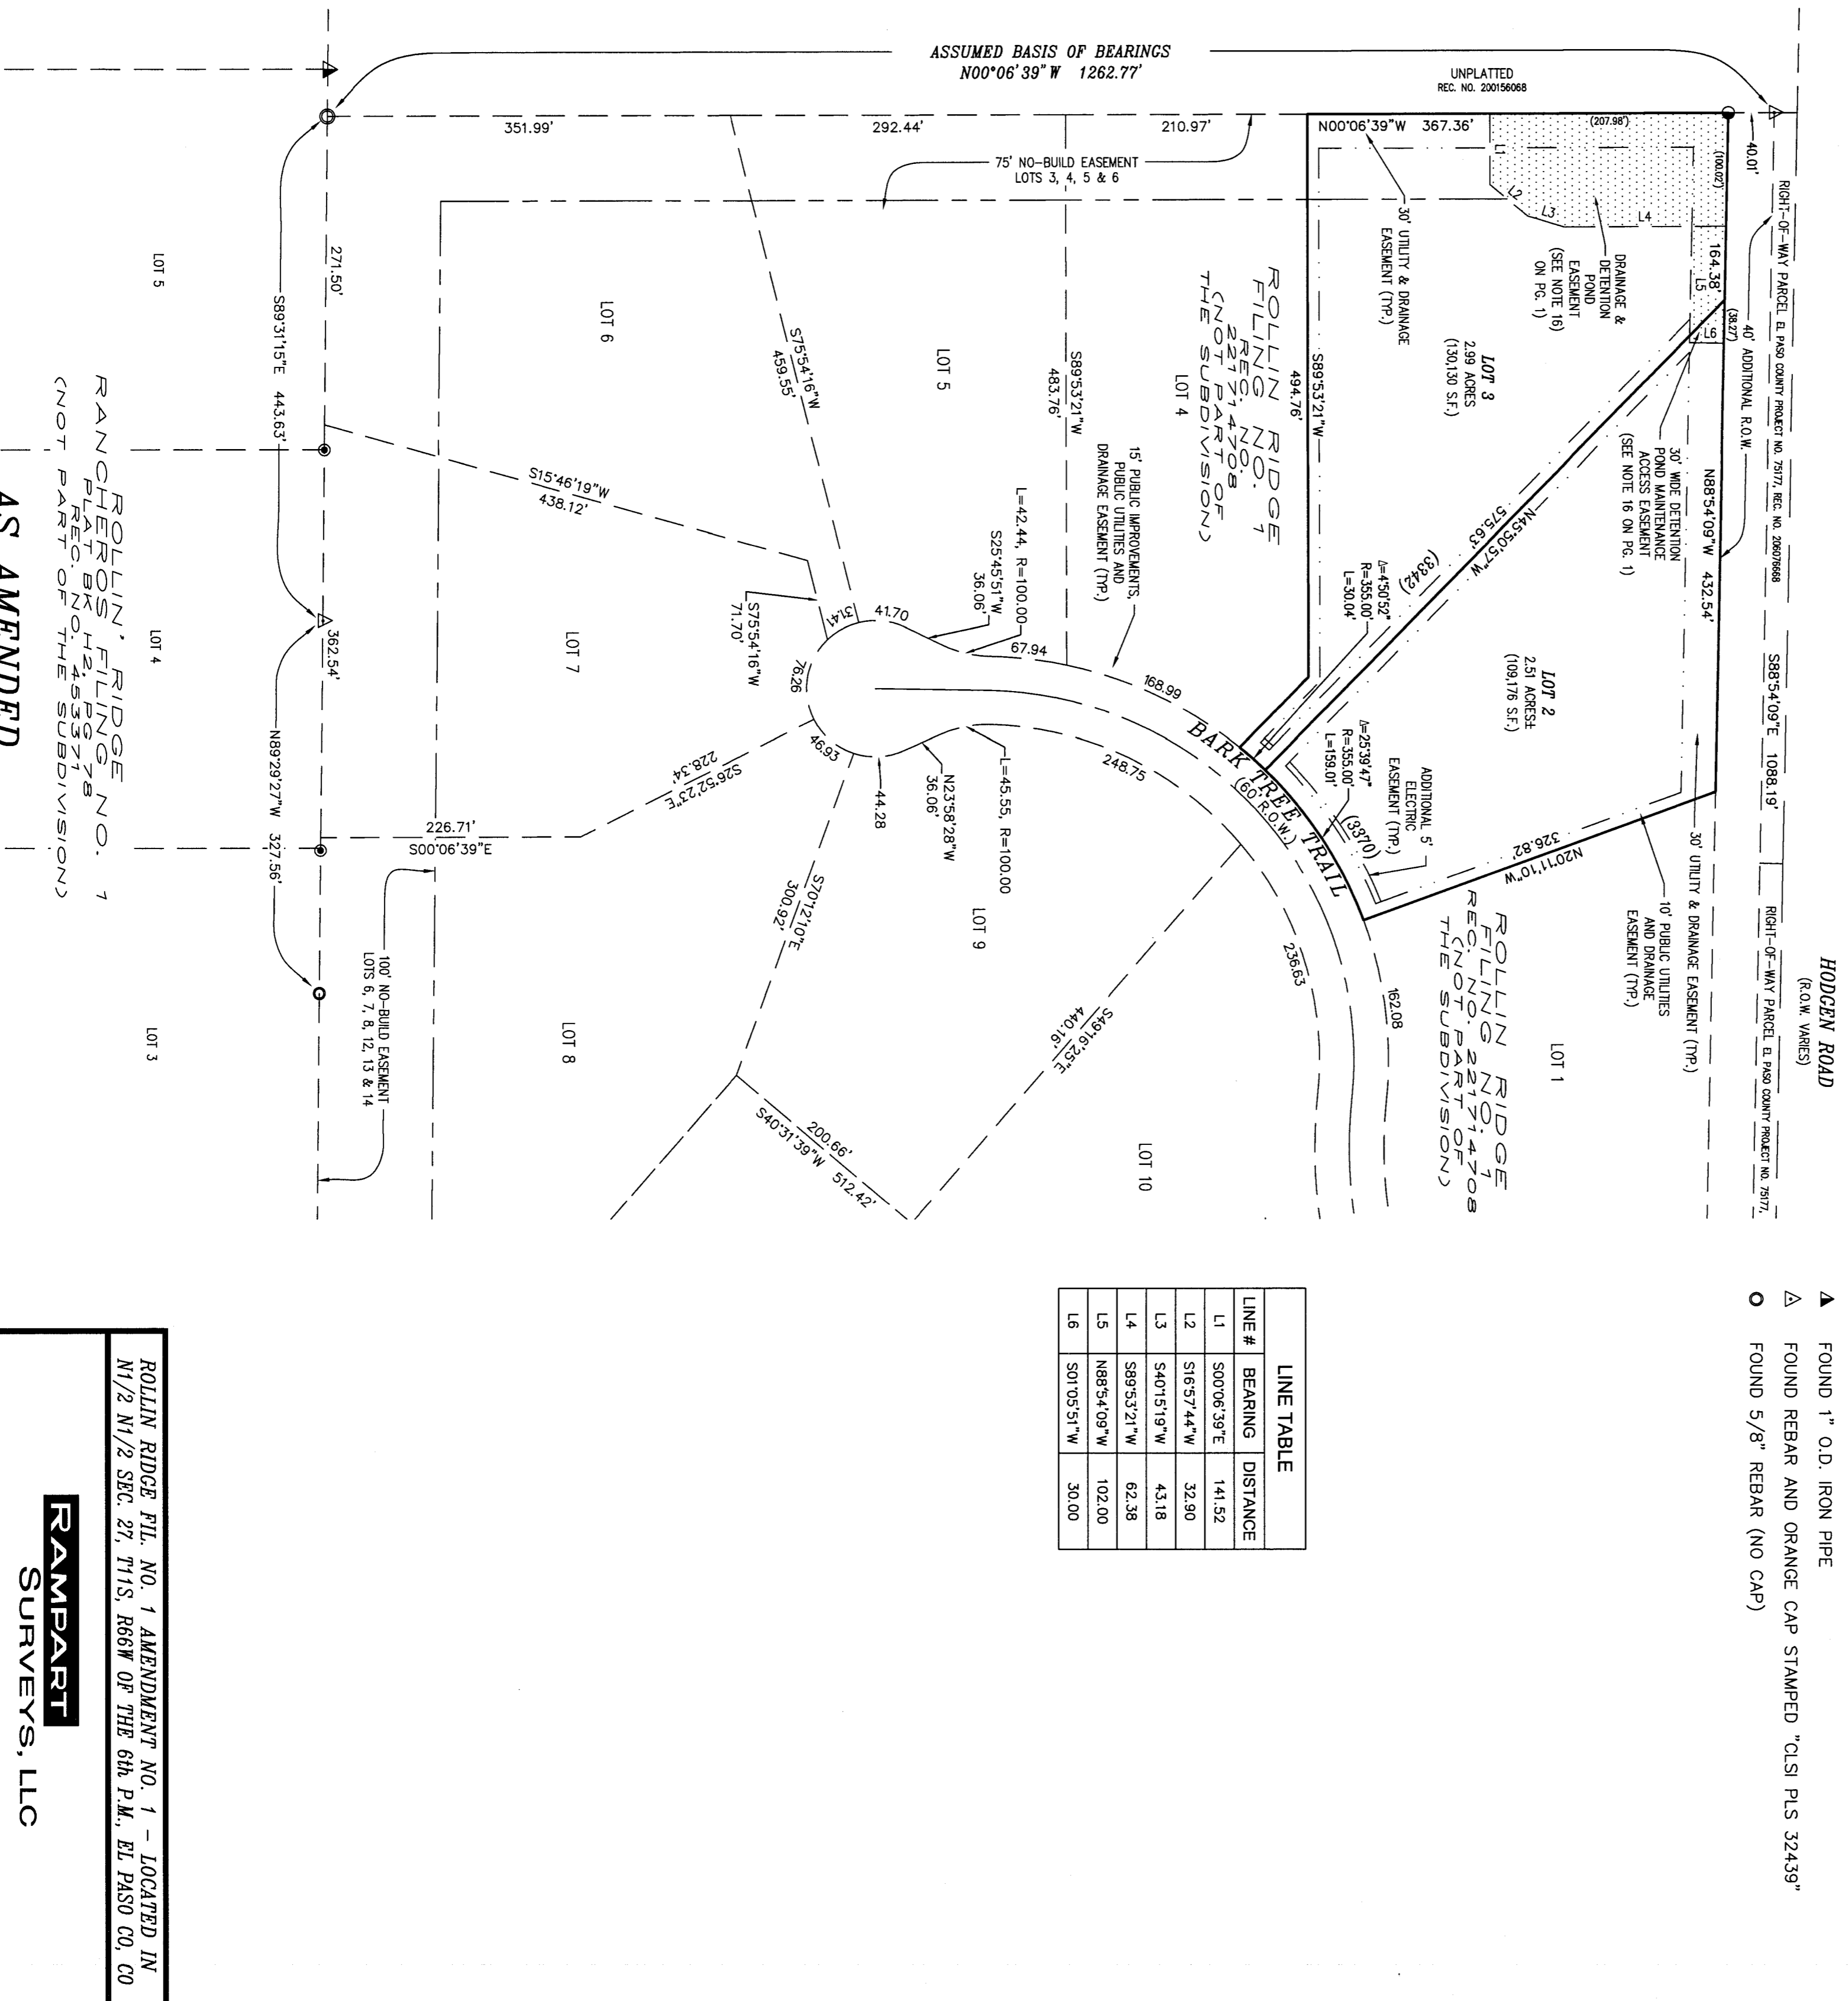 HODGEN ROAD
(R.O.W. VARIES)
RIGHT-OF-WAY PARCEL EL PASO COUNTY PROJECT NO. 75177, REC. NO. 206076668
RIGHT-OF-WAY PARCEL EL PASO COUNTY PROJECT NO. 75177,
S88°54'09"E 1088.19'
40.01'
40' ADDITIONAL R.O.W.
N88°54'09"W 432.54'
164.38'
(38.27')
(100.02')
(207.98')
30' UTILITY & DRAINAGE EASEMENT (TYP.)
10' PUBLIC UTILITIES
AND DRAINAGE
EASEMENT (TYP.)
30' WIDE DETENTION
POND MAINTENANCE
ACCESS EASEMENT
(SEE NOTE 16 ON PG. 1)
DRAINAGE &
DETENTION
POND
EASEMENT
(SEE NOTE 16)
ON PG. 1)
L1
L2
L3
L4
L5
L6
UNPLATTED
REC. NO. 200156068
ASSUMED BASIS OF BEARINGS
N00°06'39"W 1262.77'
N00°06'39"W 367.36'
210.97'
292.44'
351.99'
LOT 3
2.99 ACRES
(130,130 S.F.)
LOT 2
2.51 ACRES±
(109,176 S.F.)
N45°50'57"W
575.63'
(3342)
Δ=4°50'52"
R=355.00'
L=30.04'
Δ=25°39'47"
R=355.00'
L=159.01'
(3370)
ADDITIONAL 5'
ELECTRIC
EASEMENT (TYP.)
N20°11'10"W
326.82'
LOT 1
30' UTILITY & DRAINAGE
EASEMENT (TYP.)
S89°53'21"W
494.76'
ROLLIN RIDGE
FILING NO. 1
REC. NO.
221714708
(NOT PART OF
THE SUBDIVISION)
LOT 4
ROLLIN RIDGE
FILING NO. 1
REC. NO. 221714708
(NOT PART OF
THE SUBDIVISION)
BARK TREE TRAIL
(60' R.O.W.)
162.08
236.63
248.75
168.99
67.94
15' PUBLIC IMPROVEMENTS,
PUBLIC UTILITIES AND
DRAINAGE EASEMENT (TYP.)
75' NO-BUILD EASEMENT
LOTS 3, 4, 5 & 6
S89°53'21"W
483.76'
L=42.44, R=100.00
S25°45'51"W
36.06'
L=45.55, R=100.00
N23°58'28"W
36.06'
44.28
41.70
31.41
76.26
46.93
LOT 5
S75°54'16"W
459.55'
S75°54'16"W
71.70'
LOT 9
LOT 10
S49°16'25"E
440.16'
200.66'
S40°31'39"W 512.42'
S70°12'10"E
300.92'
S26°52'23"E
228.34'
226.71'
S00°06'39"E
LOT 6
LOT 7
LOT 8
S15°46'19"W
438.12'
100' NO-BUILD EASEMENT
LOTS 6, 7, 8, 12, 13 & 14
271.50'
362.54'
S89°31'15"E 443.63'
N89°29'27"W 327.56'
LOT 5
LOT 4
LOT 3
ROLLIN' RIDGE
RANCHEROS FILING NO. 1
PLAT BK H2, PG 78
REC. NO. 453371
(NOT PART OF THE SUBDIVISION)
AS AMENDED
FOUND 1" O.D. IRON PIPE
FOUND REBAR AND ORANGE CAP STAMPED "CLSI PLS 32439"
FOUND 5/8" REBAR (NO CAP)
LINE TABLE
LINE # BEARING DISTANCE
L1 S00°06'39"E 141.52
L2 S16°57'44"W 32.90
L3 S40°15'19"W 43.18
L4 S89°53'21"W 62.38
L5 N88°54'09"W 102.00
L6 S01°05'51"W 30.00
ROLLIN RIDGE FIL. NO. 1 AMENDMENT NO. 1 - LOCATED IN
N1/2 N1/2 SEC. 27, T11S, R66W OF THE 6th P.M., EL PASO CO, CO
RAMPART
SURVEYS, LLC